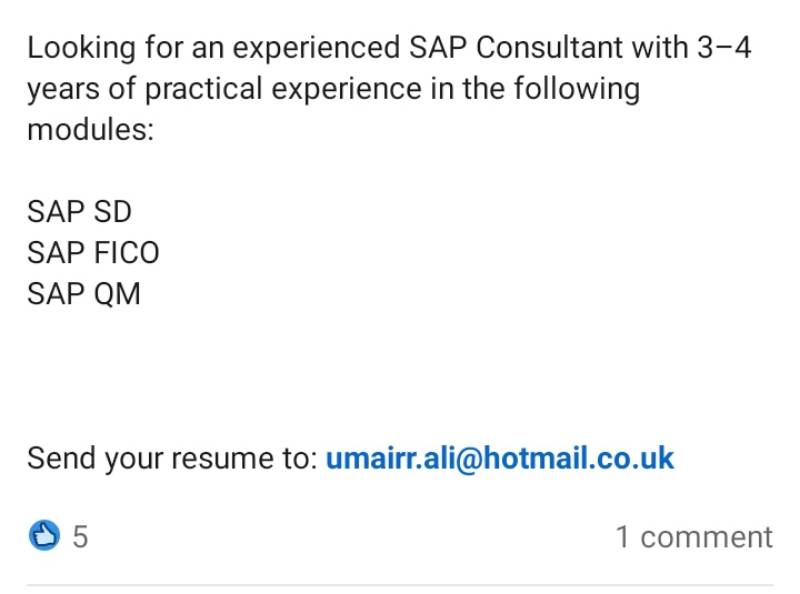 Looking for an experienced SAP Consultant with 3–4
years of practical experience in the following
modules:
SAP SD
SAP FICO
SAP QM
Send your resume to: umairr.ali@hotmail.co.uk
5
1 comment